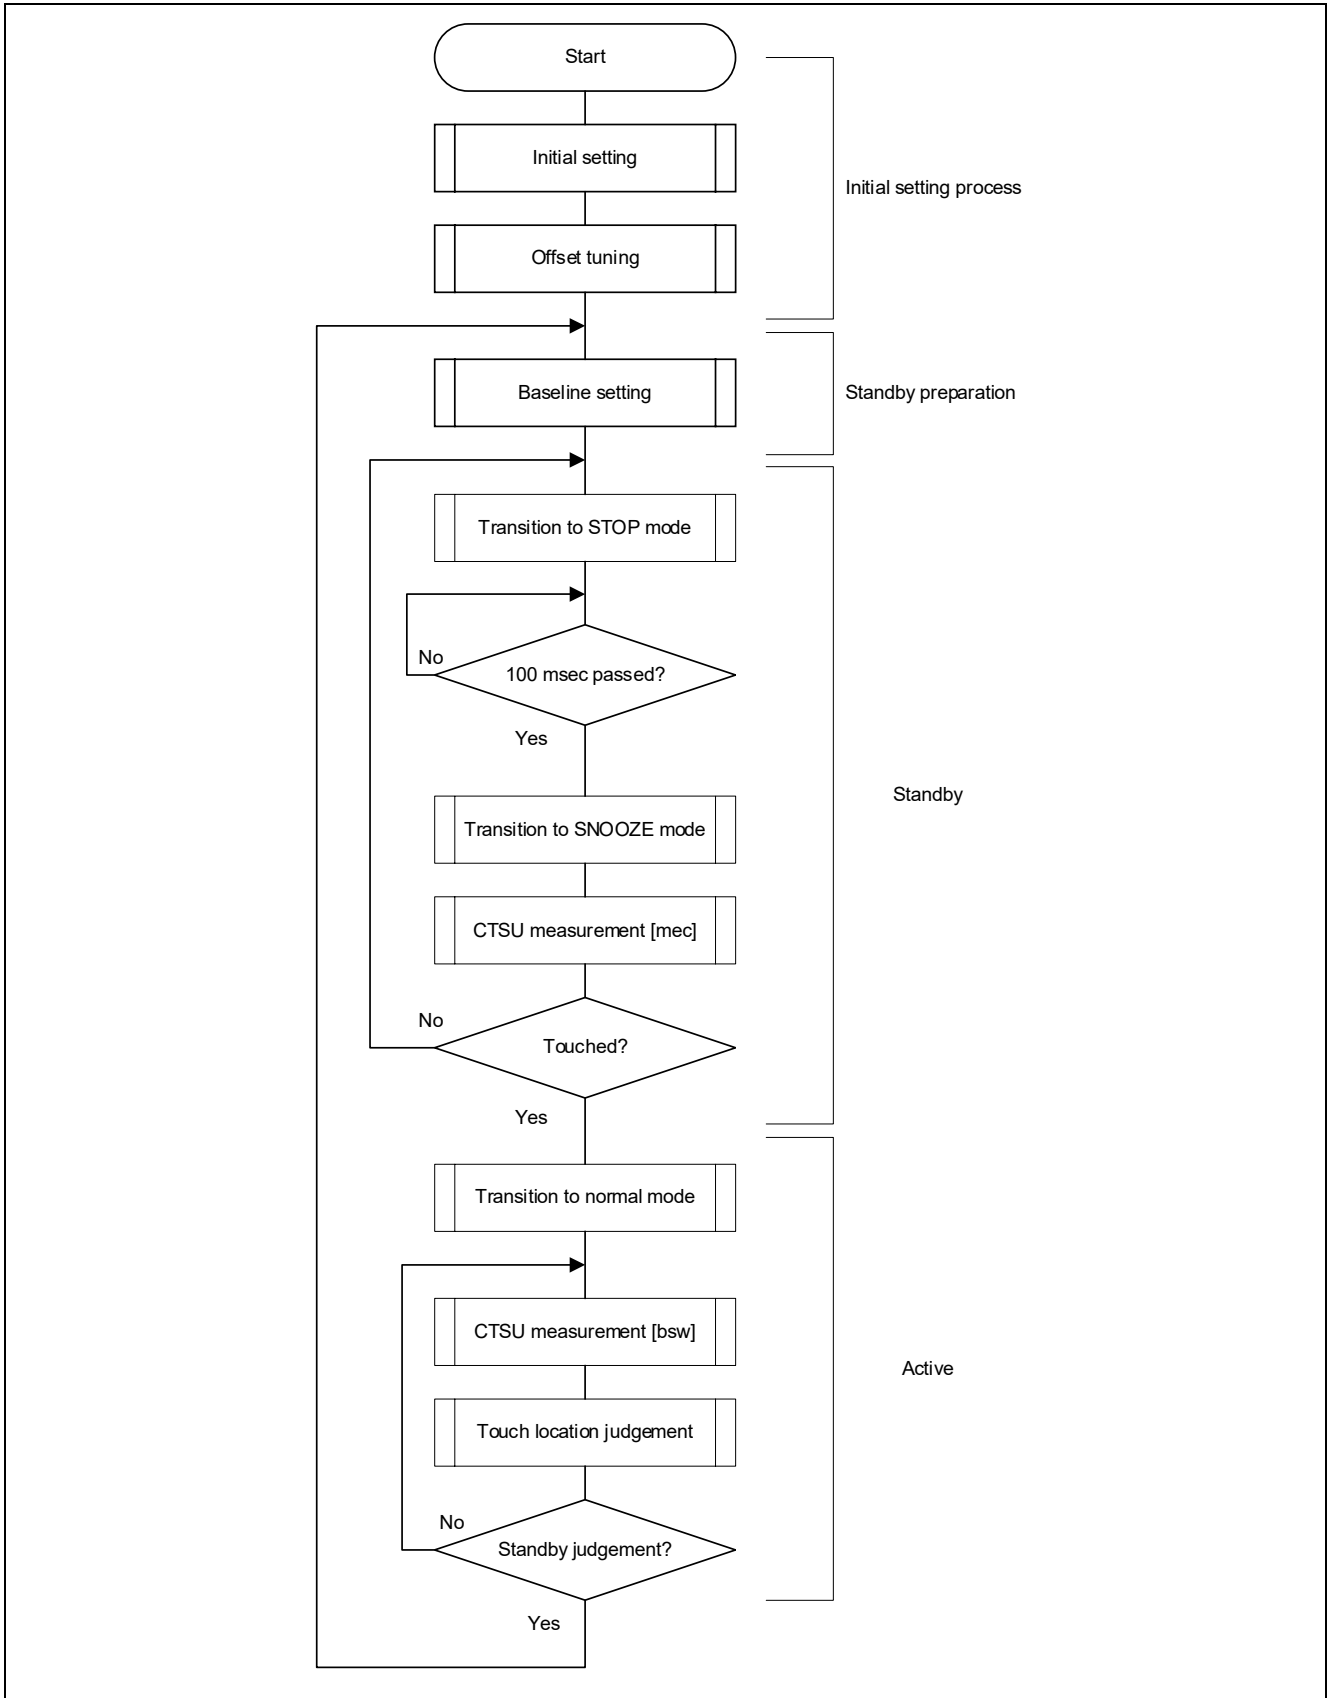 Start
Initial setting
Initial setting process
Offset tuning
Baseline setting
Standby preparation
Transition to STOP mode
No
100 msec passed?
Yes
Standby
Transition to SNOOZE mode
CTSU measurement [mec]
No
Touched?
Yes
Transition to normal mode
CTSU measurement [bsw]
Active
Touch location judgement
No
Standby judgement?
Yes